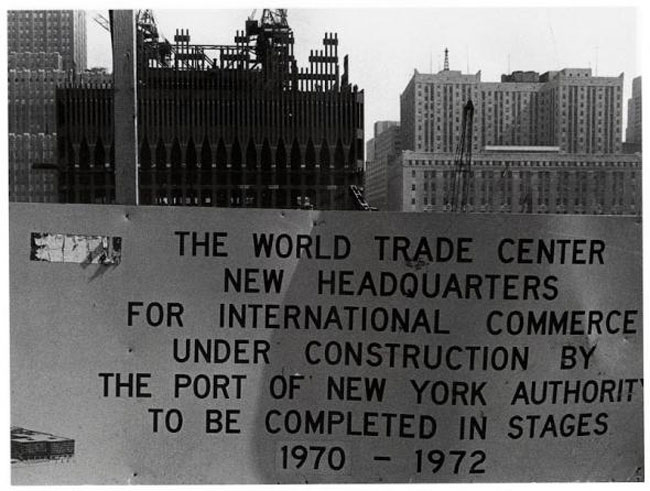 THE WORLD TRADE CENTER
NEW HEADQUARTERS
FOR INTERNATIONAL COMMERCE
UNDER CONSTRUCTION BY
THE PORT OF NEW YORK AUTHORITY
TO BE COMPLETED IN STAGES
1970 - 1972